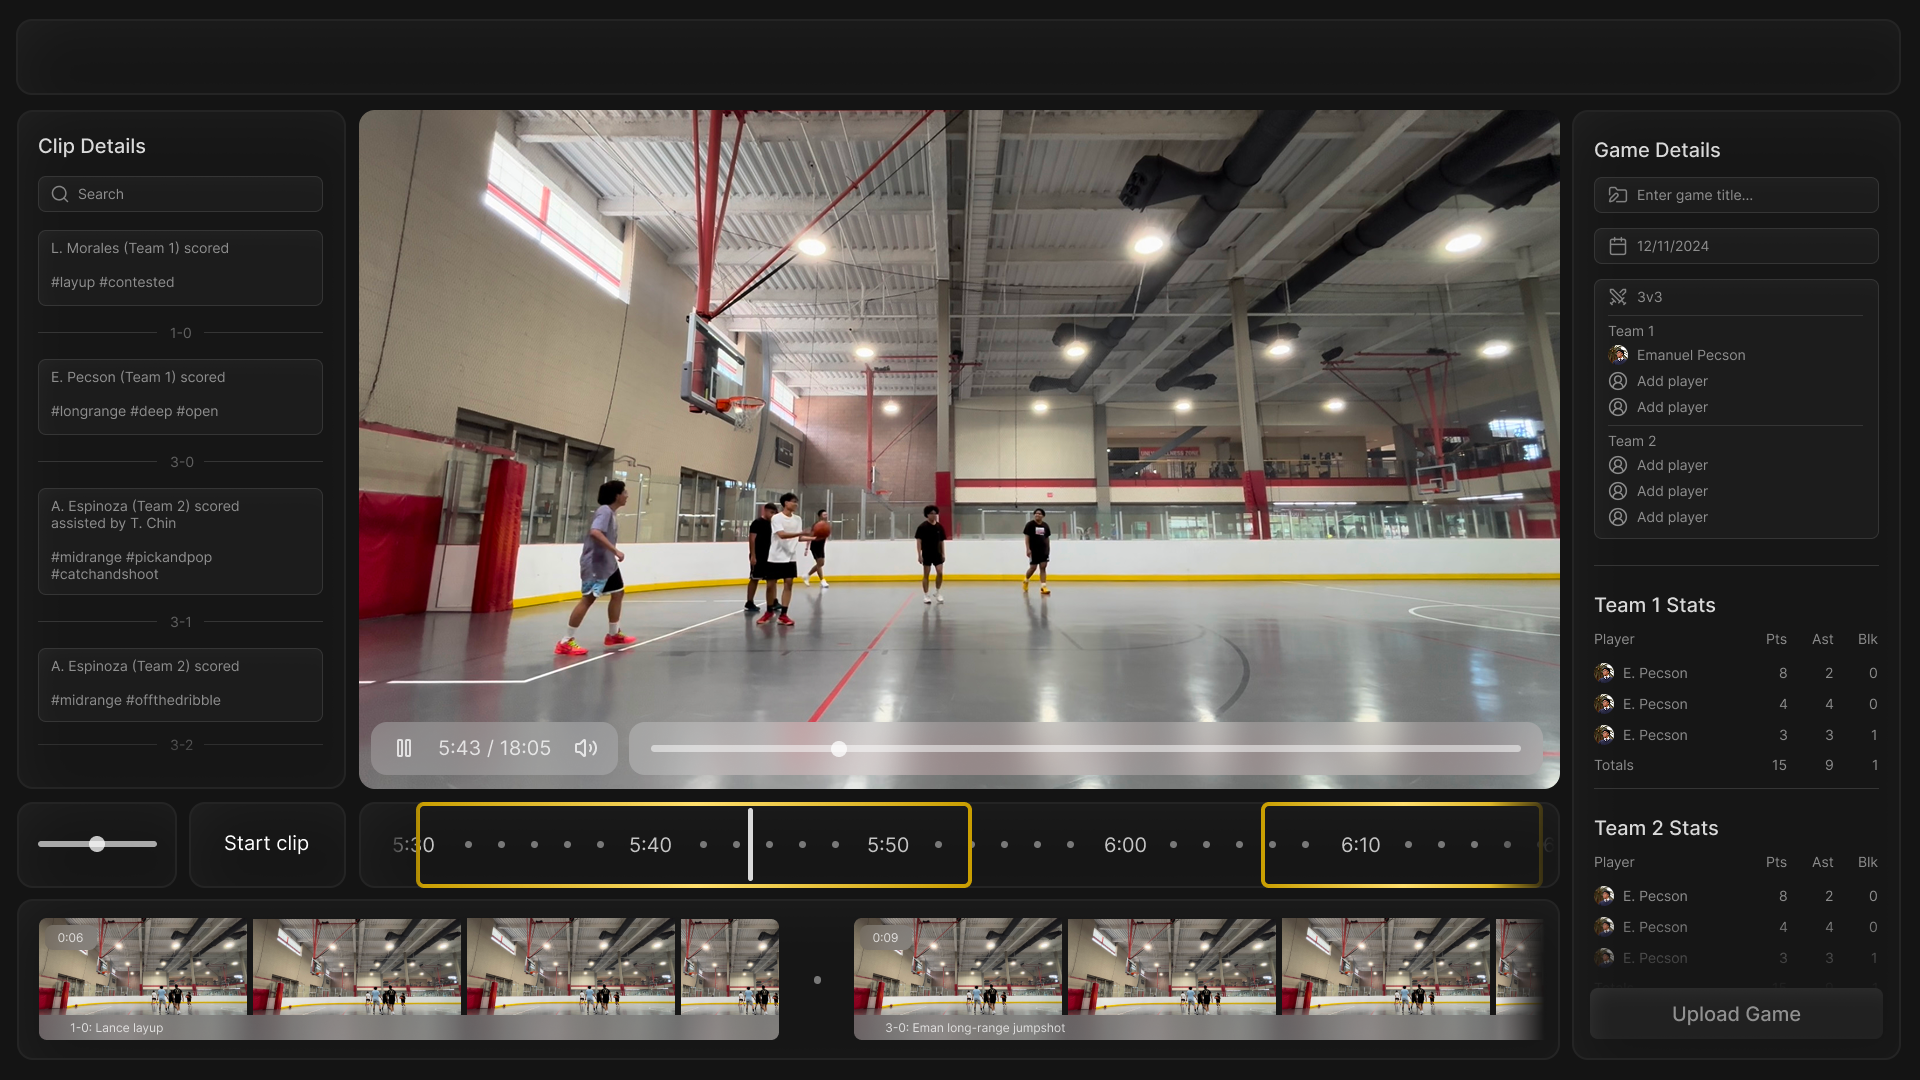 Clip Details
Search
L. Morales (Team 1) scored
#layup #contested
1-0
E. Pecson (Team 1) scored
#longrange #deep #open
3-0
A. Espinoza (Team 2) scored
assisted by T. Chin
#midrange #pickandpop
#catchandshoot
3-1
A. Espinoza (Team 2) scored
#midrange #offthedribble
3-2
5:43 / 18:05
Game Details
Enter game title...
12/11/2024
3v3
Team 1
Emanuel Pecson
Add player
Add player
Team 2
Add player
Add player
Add player
Team 1 Stats
Player Pts Ast Blk
E. Pecson 8 2 0
E. Pecson 4 4 0
E. Pecson 3 3 1
Totals 15 9 1
Team 2 Stats
Player Pts Ast Blk
E. Pecson 8 2 0
E. Pecson 4 4 0
E. Pecson 3 3 1
Upload Game
Start clip
5:30 5:40 5:50 6:00 6:10
0:06
1-0: Lance layup
0:09
3-0: Eman long-range jumpshot